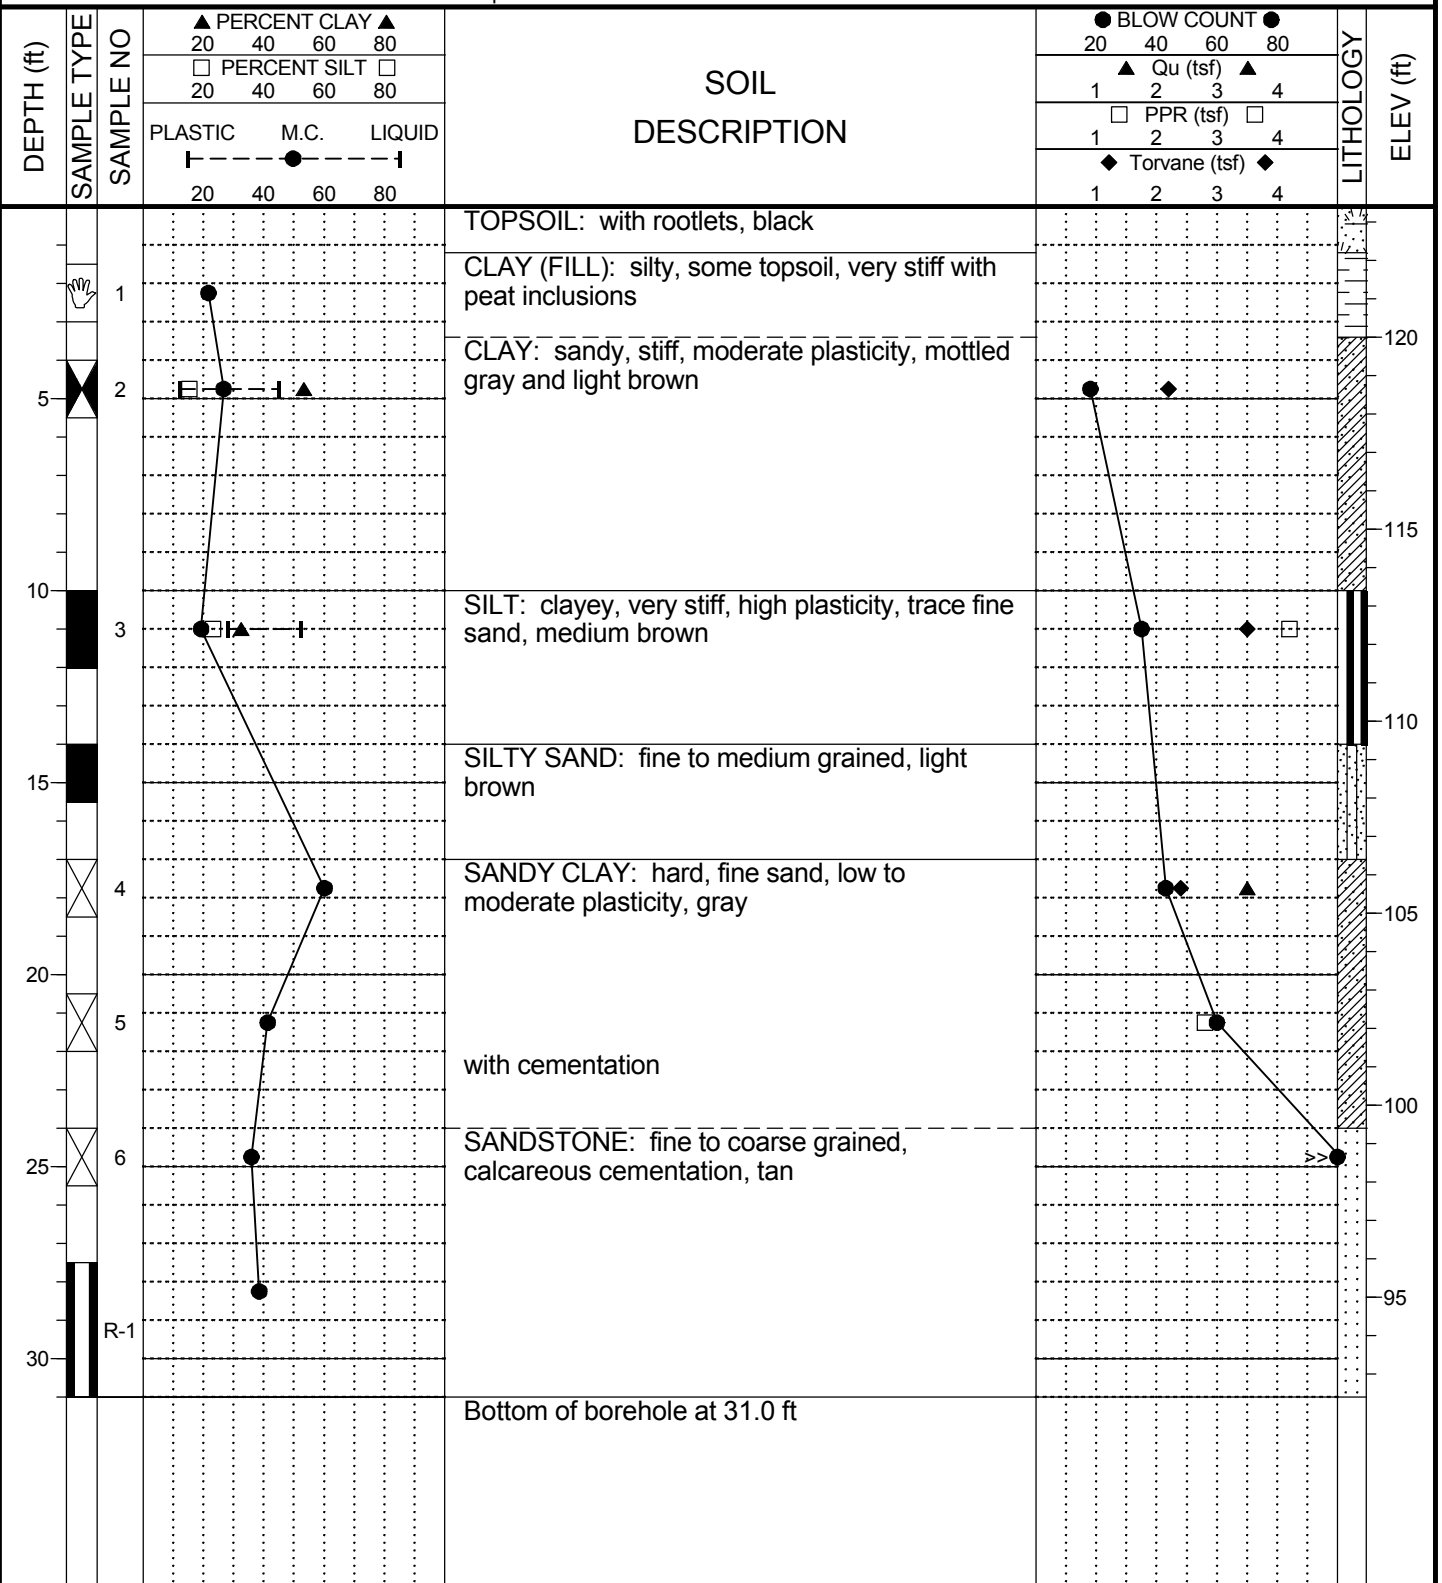 DEPTH (ft)
SAMPLE TYPE
SAMPLE NO
▲ PERCENT CLAY ▲
20 40 60 80
□ PERCENT SILT □
20 40 60 80
PLASTIC M.C. LIQUID
20 40 60 80
SOIL
DESCRIPTION
● BLOW COUNT ●
20 40 60 80
▲ Qu (tsf) ▲
1 2 3 4
□ PPR (tsf) □
1 2 3 4
◆ Torvane (tsf) ◆
1 2 3 4
LITHOLOGY
ELEV (ft)
TOPSOIL: with rootlets, black
CLAY (FILL): silty, some topsoil, very stiff with
peat inclusions
1
120
CLAY: sandy, stiff, moderate plasticity, mottled
gray and light brown
2
5
115
10
SILT: clayey, very stiff, high plasticity, trace fine
sand, medium brown
3
110
SILTY SAND: fine to medium grained, light
brown
15
SANDY CLAY: hard, fine sand, low to
moderate plasticity, gray
4
105
20
5
with cementation
100
SANDSTONE: fine to coarse grained,
calcareous cementation, tan
6
>>
25
95
R-1
30
Bottom of borehole at 31.0 ft